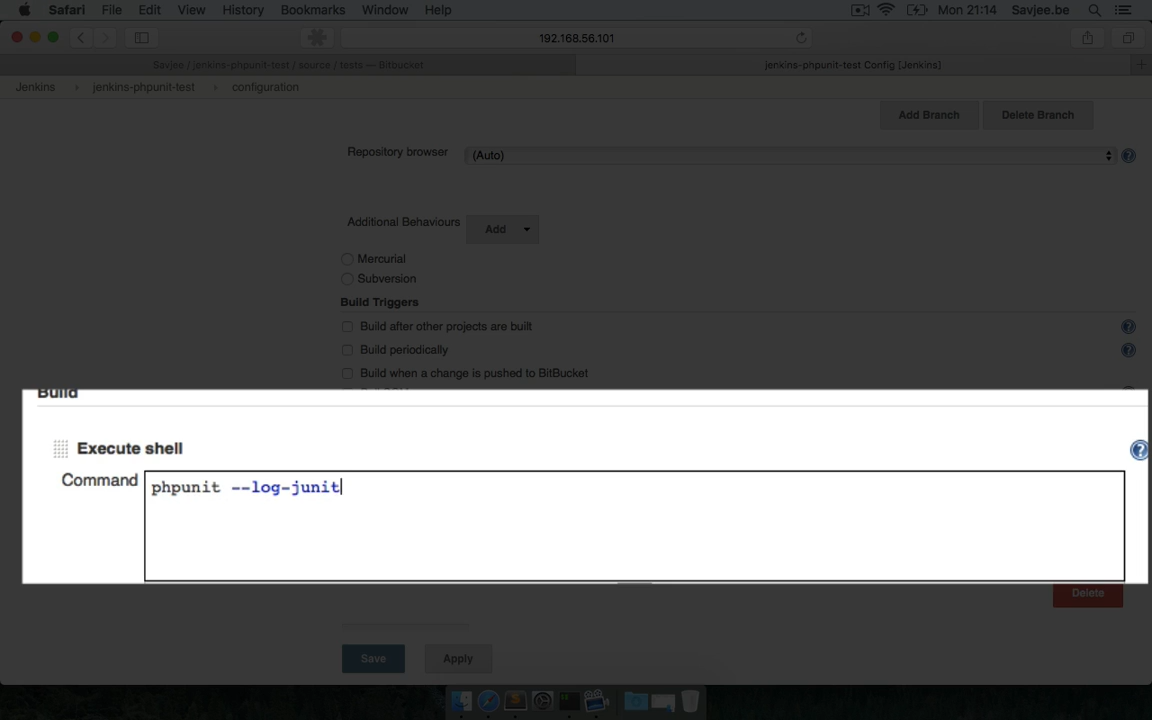 Safari File Edit View History Bookmarks Window Help Mon 21:14 Savjee.be
192.168.56.101
Savjee / jenkins-phpunit-test / source / tests — Bitbucket
jenkins-phpunit-test Config [Jenkins]
Jenkins › jenkins-phpunit-test › configuration
Add Branch Delete Branch
Repository browser (Auto)
Additional Behaviours Add
Mercurial
Subversion
Build Triggers
Build after other projects are built
Build periodically
Build when a change is pushed to BitBucket
Build
Execute shell
Command phpunit --log-junit
Delete
Save Apply